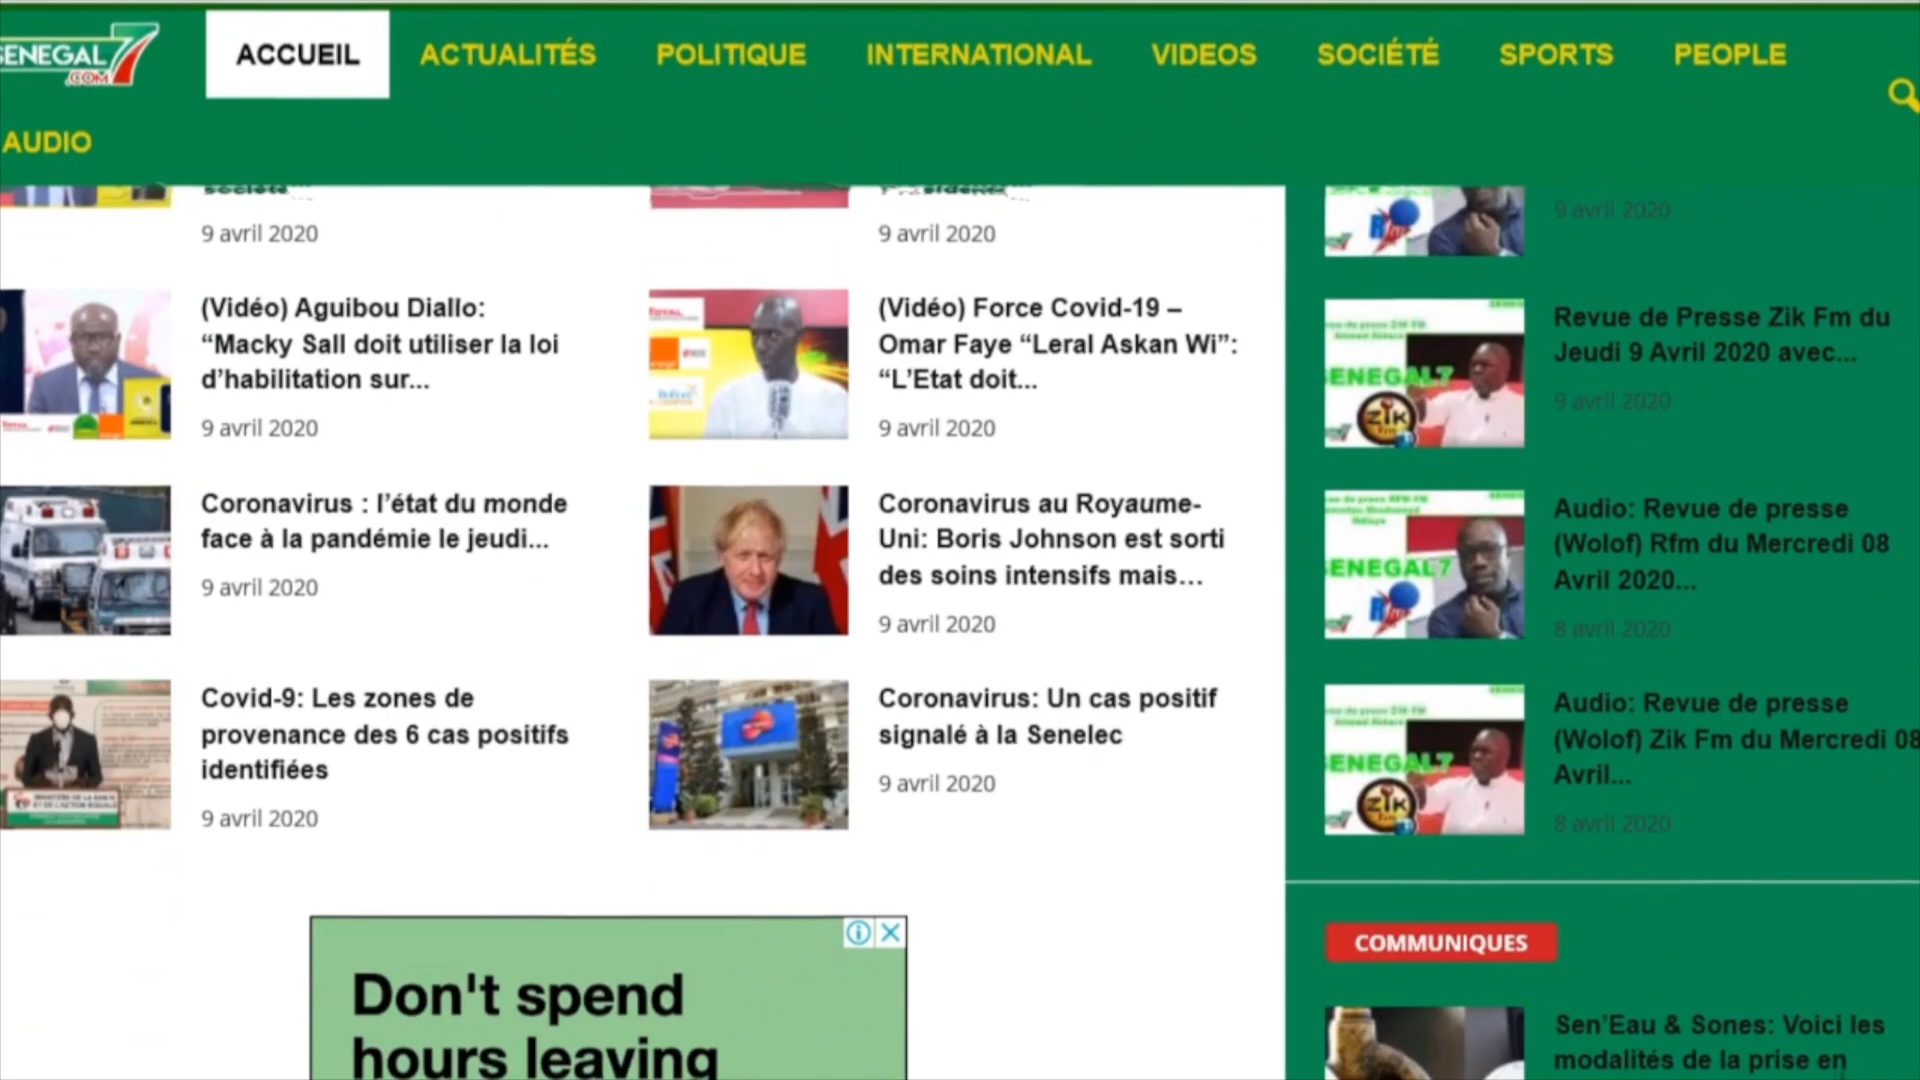 SENEGAL7
.COM
ACCUEIL
ACTUALITÉS
POLITIQUE
INTERNATIONAL
VIDEOS
SOCIÉTÉ
SPORTS
PEOPLE
AUDIO
9 avril 2020
9 avril 2020
(Vidéo) Aguibou Diallo:
“Macky Sall doit utiliser la loi
d’habilitation sur...
9 avril 2020
(Vidéo) Force Covid-19 –
Omar Faye “Leral Askan Wi”:
“L’Etat doit...
9 avril 2020
Coronavirus : l’état du monde
face à la pandémie le jeudi...
9 avril 2020
Coronavirus au Royaume-
Uni: Boris Johnson est sorti
des soins intensifs mais...
9 avril 2020
Covid-9: Les zones de
provenance des 6 cas positifs
identifiées
9 avril 2020
Coronavirus: Un cas positif
signalé à la Senelec
9 avril 2020
Don't spend
hours leaving
9 avril 2020
SENEGAL7
ZIK
Fm
Revue de Presse Zik Fm du
Jeudi 9 Avril 2020 avec...
9 avril 2020
SENEGAL7
Audio: Revue de presse
(Wolof) Rfm du Mercredi 08
Avril 2020...
8 avril 2020
SENEGAL7
ZIK
Fm
Audio: Revue de presse
(Wolof) Zik Fm du Mercredi 08
Avril...
8 avril 2020
COMMUNIQUES
Sen’Eau & Sones: Voici les
modalités de la prise en